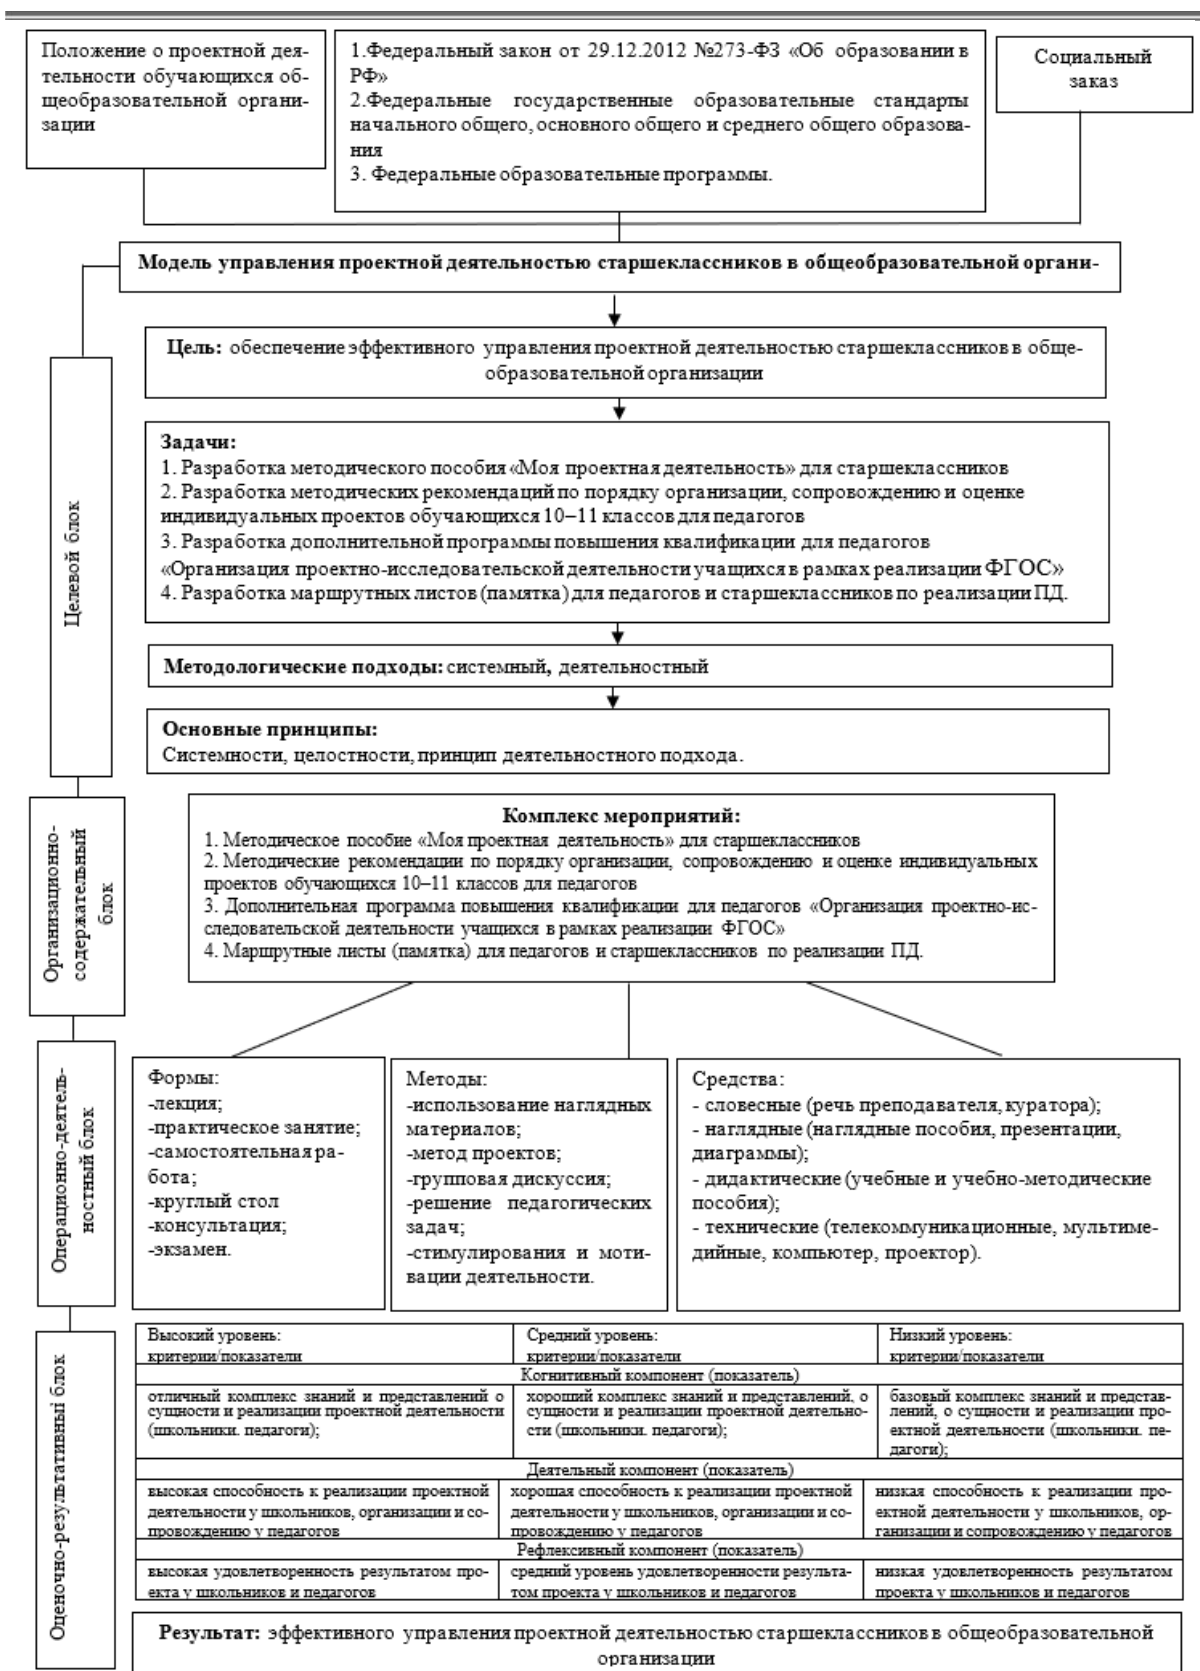 Положение о проектной дея-
тельности обучающихся об-
щеобразовательной органи-
зации
1.Федеральный закон от 29.12.2012 №273-ФЗ «Об образовании в
РФ»
2.Федеральные государственные образовательные стандарты
начального общего, основного общего и среднего общего образова-
ния
3. Федеральные образовательные программы.
Социальный
заказ
Модель управления проектной деятельностью старшеклассников в общеобразовательной органи-
Целевой блок
Цель: обеспечение эффективного управления проектной деятельностью старшеклассников в обще-
образовательной организации
Задачи:
1. Разработка методического пособия «Моя проектная деятельность» для старшеклассников
2. Разработка методических рекомендаций по порядку организации, сопровождению и оценке
индивидуальных проектов обучающихся 10–11 классов для педагогов
3. Разработка дополнительной программы повышения квалификации для педагогов
«Организация проектно-исследовательской деятельности учащихся в рамках реализации ФГОС»
4. Разработка маршрутных листов (памятка) для педагогов и старшеклассников по реализации ПД.
Методологические подходы: системный, деятельностный
Основные принципы:
Системности, целостности, принцип деятельностного подхода.
Организационно-
содержательный
блок
Комплекс мероприятий:
1. Методическое пособие «Моя проектная деятельность» для старшеклассников
2. Методические рекомендации по порядку организации, сопровождению и оценке индивидуальных
проектов обучающихся 10–11 классов для педагогов
3. Дополнительная программа повышения квалификации для педагогов «Организация проектно-ис-
следовательской деятельности учащихся в рамках реализации ФГОС»
4. Маршрутные листы (памятка) для педагогов и старшеклассников по реализации ПД.
Операционно-деятель-
ностный блок
Формы:
-лекция;
-практическое занятие;
-самостоятельная ра-
бота;
-круглый стол
-консультация;
-экзамен.
Методы:
-использование наглядных
материалов;
-метод проектов;
-групповая дискуссия;
-решение педагогических
задач;
-стимулирования и моти-
вации деятельности.
Средства:
- словесные (речь преподавателя, куратора);
- наглядные (наглядные пособия, презентации,
диаграммы);
- дидактические (учебные и учебно-методические
пособия);
- технические (телекоммуникационные, мультиме-
дийные, компьютер, проектор).
Оценочно-результативный блок
Высокий уровень:
критерии/показатели
Средний уровень:
критерии/показатели
Низкий уровень:
критерии/показатели
Когнитивный компонент (показатель)
отличный комплекс знаний и представлений о
сущности и реализации проектной деятельности
(школьники. педагоги);
хороший комплекс знаний и представлений, о
сущности и реализации проектной деятельно-
сти (школьники. педагоги);
базовый комплекс знаний и представ-
лений, о сущности и реализации про-
ектной деятельности (школьники. пе-
дагоги);
Деятельный компонент (показатель)
высокая способность к реализации проектной
деятельности у школьников, организации и со-
провождению у педагогов
хорошая способность к реализации проектной
деятельности у школьников, организации и со-
провождению у педагогов
низкая способность к реализации про-
ектной деятельности у школьников, ор-
ганизации и сопровождению у педагогов
Рефлексивный компонент (показатель)
высокая удовлетворенность результатом про-
екта у школьников и педагогов
средний уровень удовлетворенности результа-
том проекта у школьников и педагогов
низкая удовлетворенность результатом
проекта у школьников и педагогов
Результат: эффективного управления проектной деятельностью старшеклассников в общеобразовательной
организации